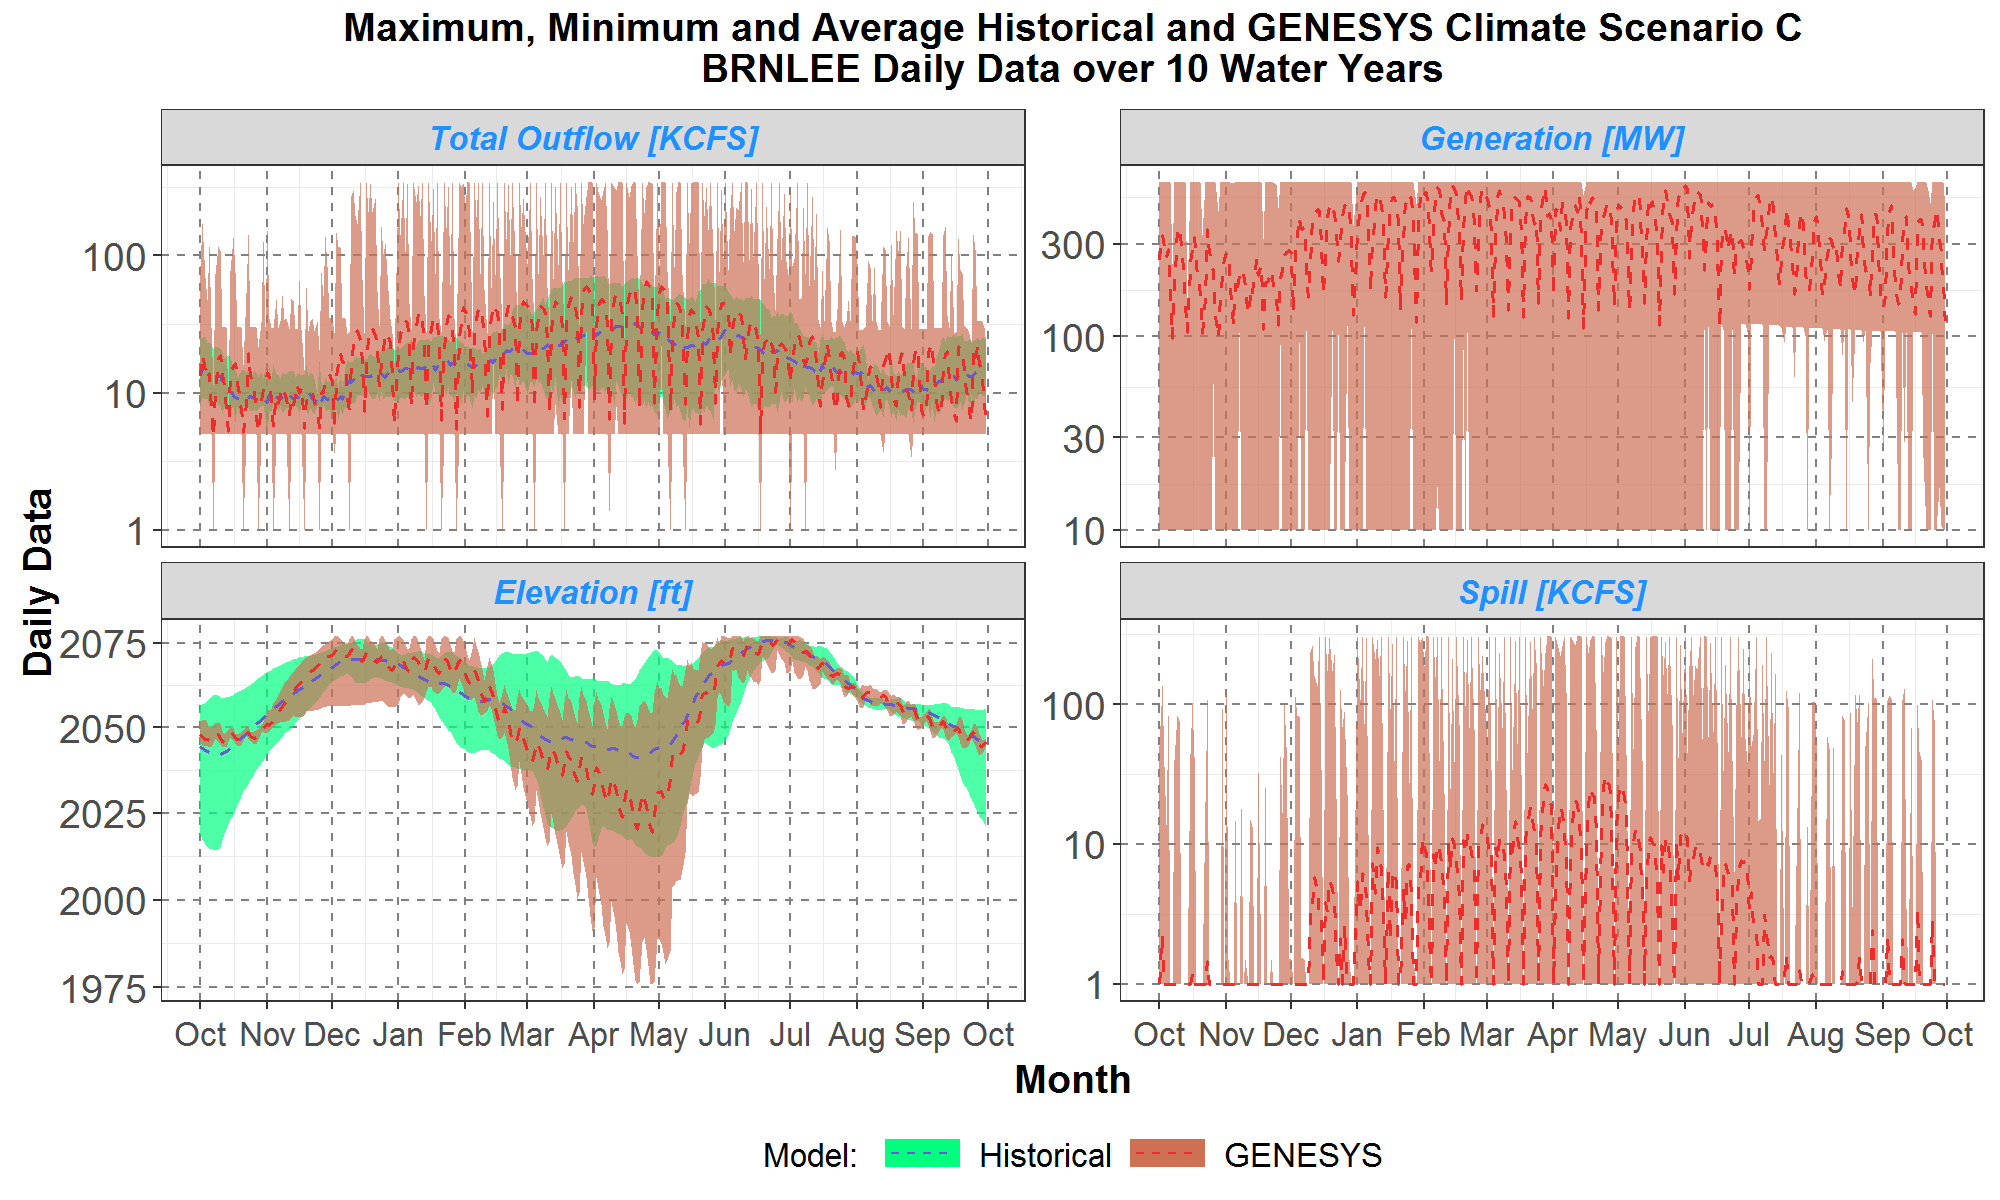 Maximum, Minimum and Average Historical and GENESYS Climate Scenario C
BRNLEE Daily Data over 10 Water Years
Total Outflow [KCFS]
Generation [MW]
100
10
1
300
100
30
10
Daily Data
Elevation [ft]
Spill [KCFS]
2075
2050
2025
2000
1975
100
10
1
Oct Nov Dec Jan Feb Mar Apr May Jun Jul Aug Sep Oct
Oct Nov Dec Jan Feb Mar Apr May Jun Jul Aug Sep Oct
Month
Model: Historical GENESYS